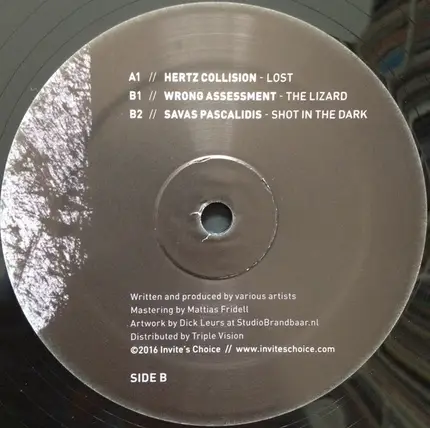 A1 // HERTZ COLLISION - LOST
B1 // WRONG ASSESSMENT - THE LIZARD
B2 // SAVAS PASCALIDIS - SHOT IN THE DARK
Written and produced by various artists
Mastering by Mattias Fridell
Artwork by Dick Leurs at StudioBrandbaar.nl
Distributed by Triple Vision
©2016 Invite's Choice // www.inviteschoice.com
SIDE B